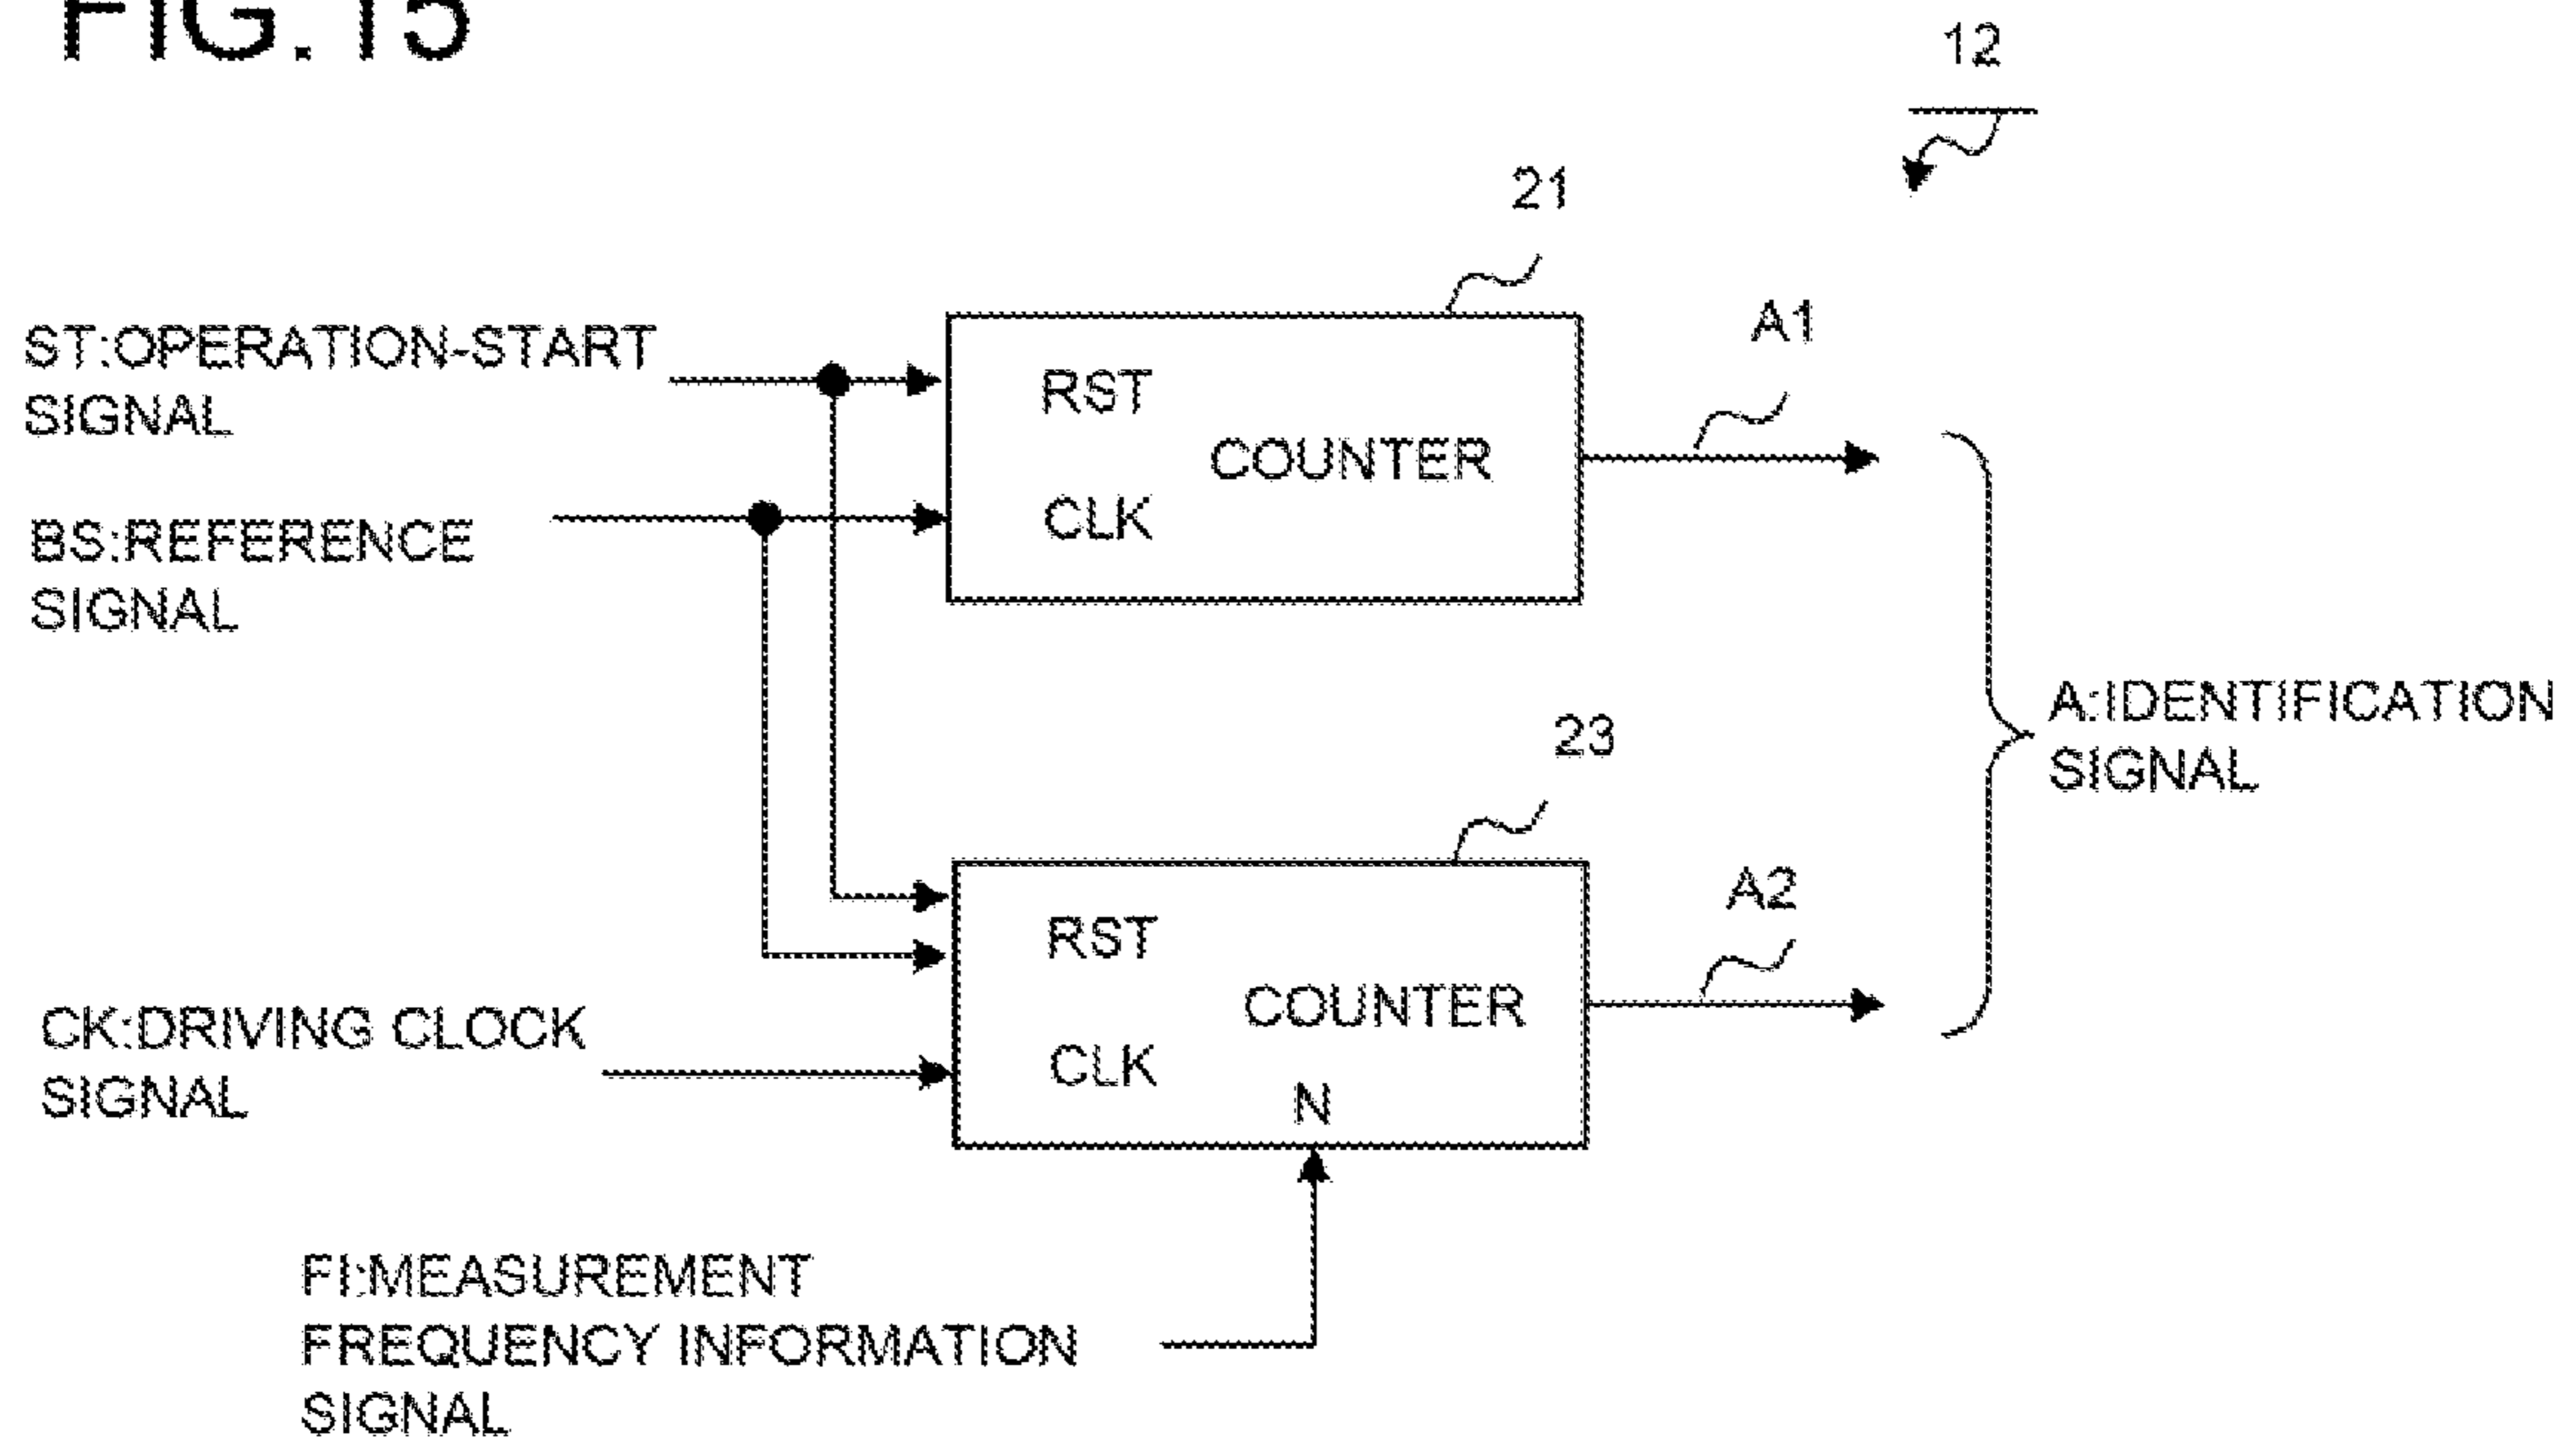 FIG.15
12
21
A1
ST:OPERATION-START
SIGNAL
RST
COUNTER
CLK
BS:REFERENCE
SIGNAL
A:IDENTIFICATION
SIGNAL
23
A2
RST
COUNTER
CLK
N
CK:DRIVING CLOCK
SIGNAL
FI:MEASUREMENT
FREQUENCY INFORMATION
SIGNAL